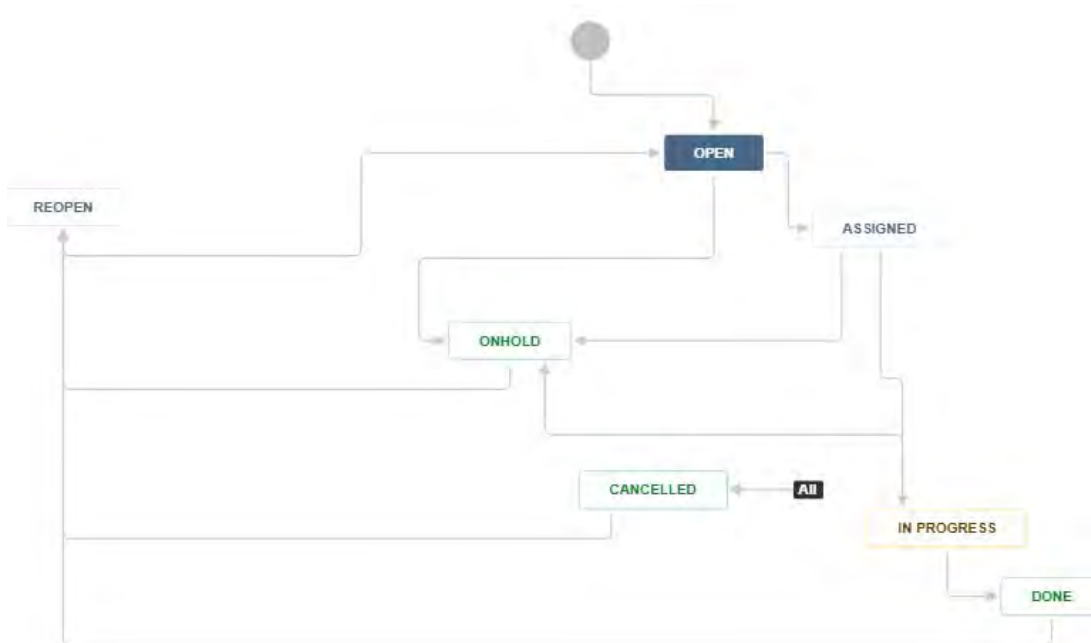 OPEN
REOPEN
ASSIGNED
ONHOLD
CANCELLED
All
IN PROGRESS
DONE